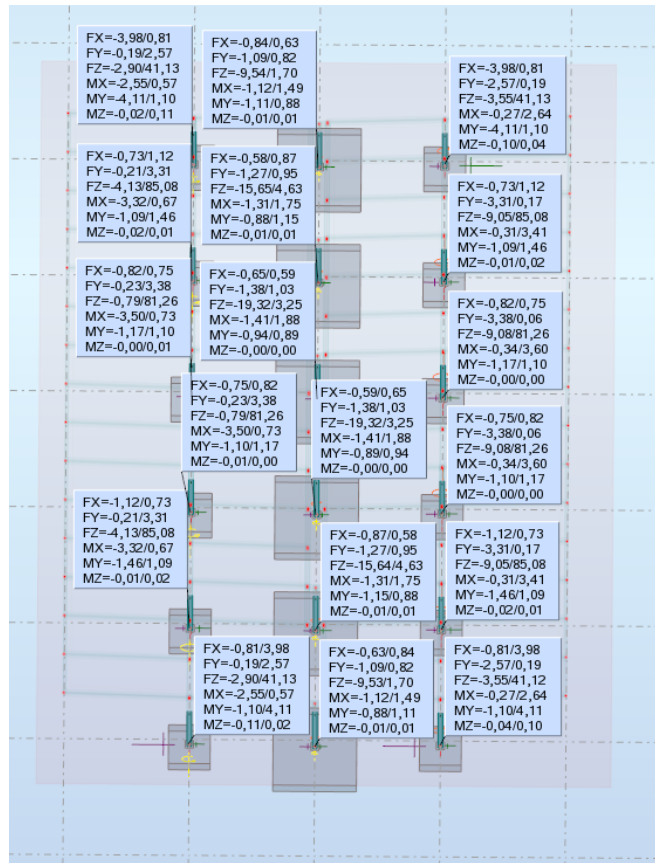 FX=-3,98/0,81
FY=-0,19/2,57
FZ=-2,90/41,13
MX=-2,55/0,57
MY=-4,11/1,10
MZ=-0,02/0,11
FX=-0,84/0,63
FY=-1,09/0,82
FZ=-9,54/1,70
MX=-1,12/1,49
MY=-1,11/0,88
MZ=-0,01/0,01
FX=-3,98/0,81
FY=-2,57/0,19
FZ=-3,55/41,13
MX=-0,27/2,64
MY=-4,11/1,10
MZ=-0,10/0,04
FX=-0,73/1,12
FY=-0,21/3,31
FZ=-4,13/85,08
MX=-3,32/0,67
MY=-1,09/1,46
MZ=-0,02/0,01
FX=-0,58/0,87
FY=-1,27/0,95
FZ=-15,65/4,63
MX=-1,31/1,75
MY=-0,88/1,15
MZ=-0,01/0,01
FX=-0,73/1,12
FY=-3,31/0,17
FZ=-9,05/85,08
MX=-0,31/3,41
MY=-1,09/1,46
MZ=-0,01/0,02
FX=-0,82/0,75
FY=-0,23/3,38
FZ=-0,79/81,26
MX=-3,50/0,73
MY=-1,17/1,10
MZ=-0,00/0,01
FX=-0,65/0,59
FY=-1,38/1,03
FZ=-19,32/3,25
MX=-1,41/1,88
MY=-0,94/0,89
MZ=-0,00/0,00
FX=-0,82/0,75
FY=-3,38/0,06
FZ=-9,08/81,26
MX=-0,34/3,60
MY=-1,17/1,10
MZ=-0,00/0,00
FX=-0,75/0,82
FY=-0,23/3,38
FZ=-0,79/81,26
MX=-3,50/0,73
MY=-1,10/1,17
MZ=-0,01/0,00
FX=-0,59/0,65
FY=-1,38/1,03
FZ=-19,32/3,25
MX=-1,41/1,88
MY=-0,89/0,94
MZ=-0,00/0,00
FX=-0,75/0,82
FY=-3,38/0,06
FZ=-9,08/81,26
MX=-0,34/3,60
MY=-1,10/1,17
MZ=-0,00/0,00
FX=-1,12/0,73
FY=-0,21/3,31
FZ=-4,13/85,08
MX=-3,32/0,67
MY=-1,46/1,09
MZ=-0,01/0,02
FX=-0,87/0,58
FY=-1,27/0,95
FZ=-15,64/4,63
MX=-1,31/1,75
MY=-1,15/0,88
MZ=-0,01/0,01
FX=-1,12/0,73
FY=-3,31/0,17
FZ=-9,05/85,08
MX=-0,31/3,41
MY=-1,46/1,09
MZ=-0,02/0,01
FX=-0,81/3,98
FY=-0,19/2,57
FZ=-2,90/41,13
MX=-2,55/0,57
MY=-1,10/4,11
MZ=-0,11/0,02
FX=-0,63/0,84
FY=-1,09/0,82
FZ=-9,53/1,70
MX=-1,12/1,49
MY=-0,88/1,11
MZ=-0,01/0,01
FX=-0,81/3,98
FY=-2,57/0,19
FZ=-3,55/41,12
MX=-0,27/2,64
MY=-1,10/4,11
MZ=-0,04/0,10